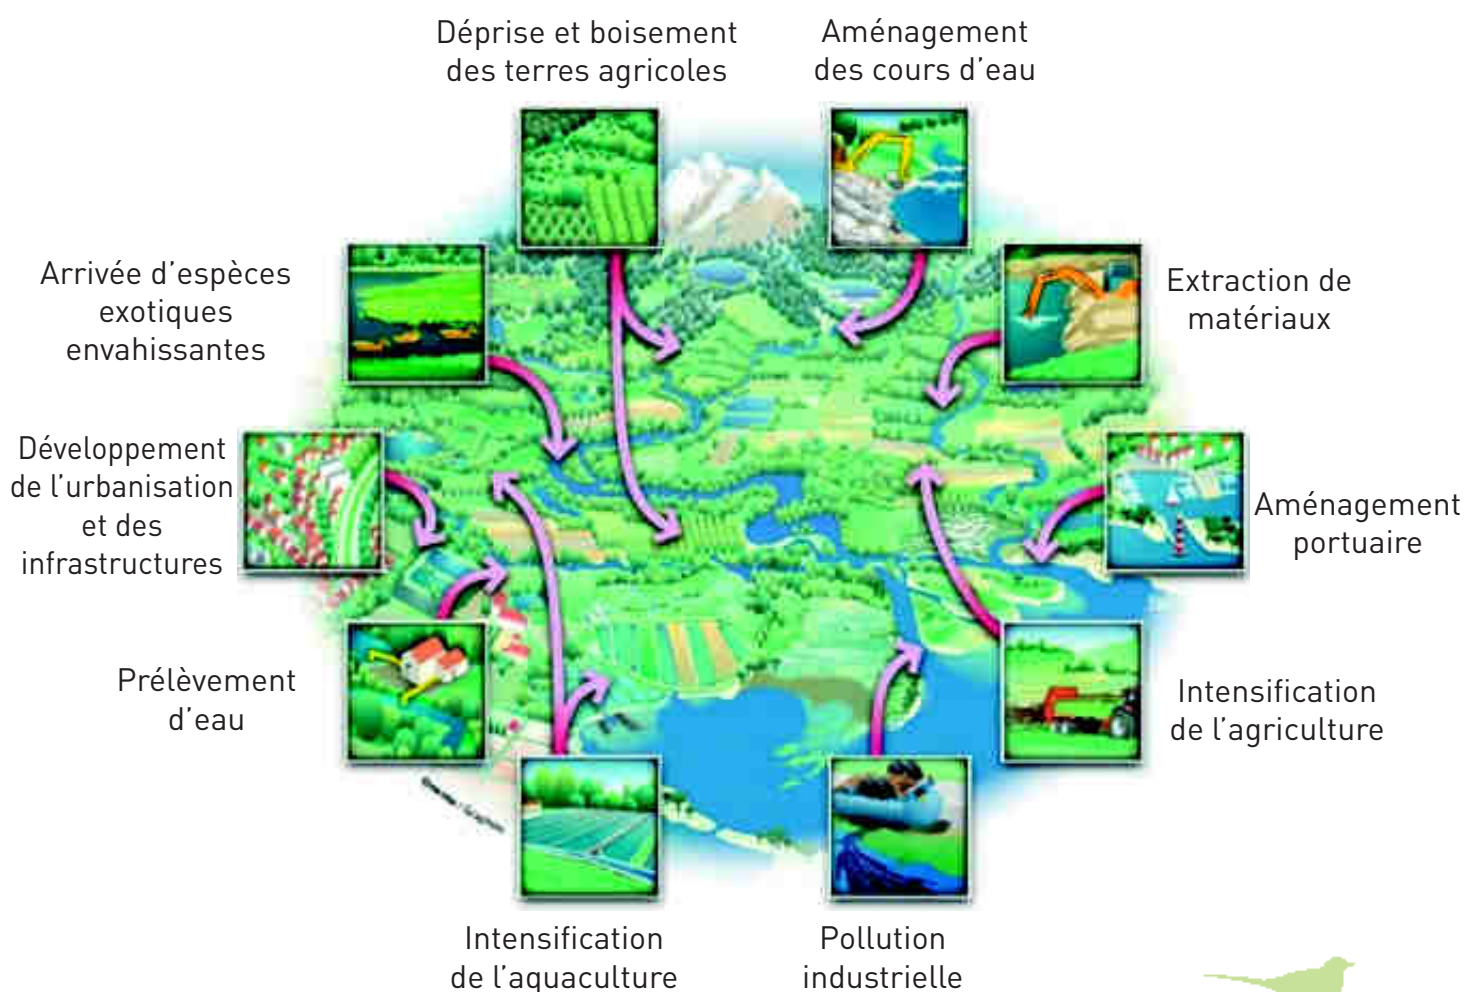 Déprise et boisement
des terres agricoles
Aménagement
des cours d'eau
Arrivée d'espèces
exotiques
envahissantes
Extraction de
matériaux
Développement
de l'urbanisation
et des
infrastructures
Aménagement
portuaire
Prélèvement
d'eau
Intensification
de l'agriculture
Intensification
de l'aquaculture
Pollution
industrielle